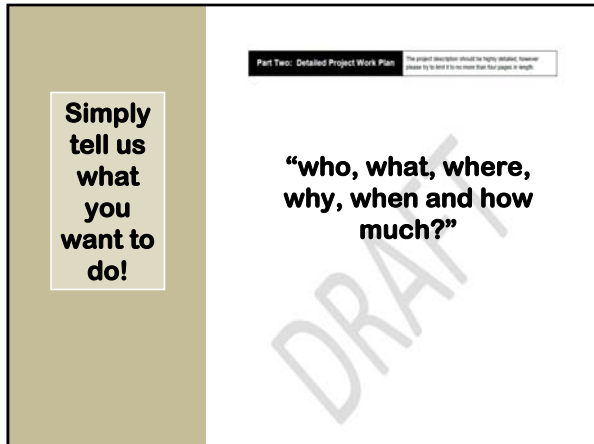 Simply
tell us
what
you
want to
do!
Part Two:  Detailed Project Work Plan
The project description should be highly detailed, however
please try to limit it to no more than four pages in length.
“who, what, where,
why, when and how
much?”
DRAFT